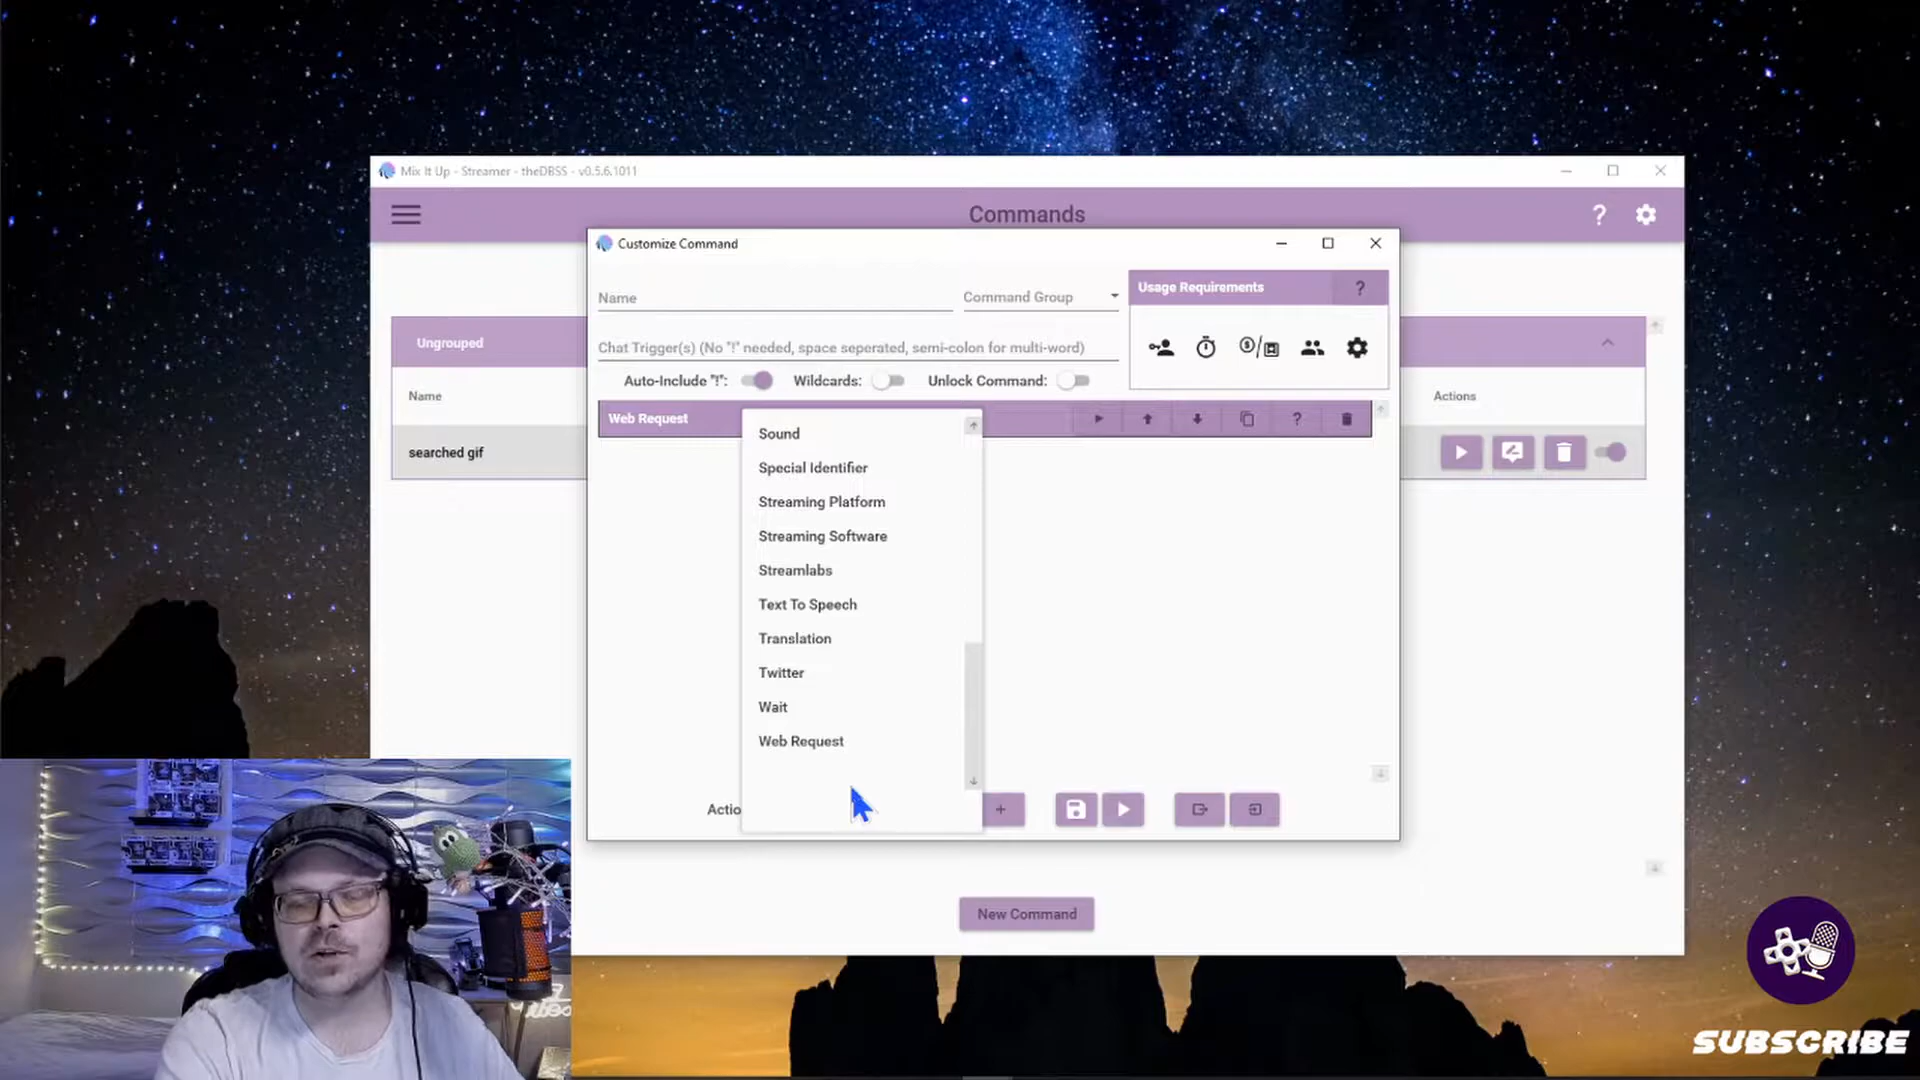 Mix It Up - Streamer - theDBSS - v0.5.6.1011
Commands
?
Customize Command
Name
Command Group
Usage Requirements
?
Chat Trigger(s) (No "!" needed, space seperated, semi-colon for multi-word)
Auto-Include "!":
Wildcards:
Unlock Command:
Ungrouped
Name
Actions
searched gif
Web Request
?
Sound
Special Identifier
Streaming Platform
Streaming Software
Streamlabs
Text To Speech
Translation
Twitter
Wait
Web Request
Actio
New Command
SUBSCRIBE